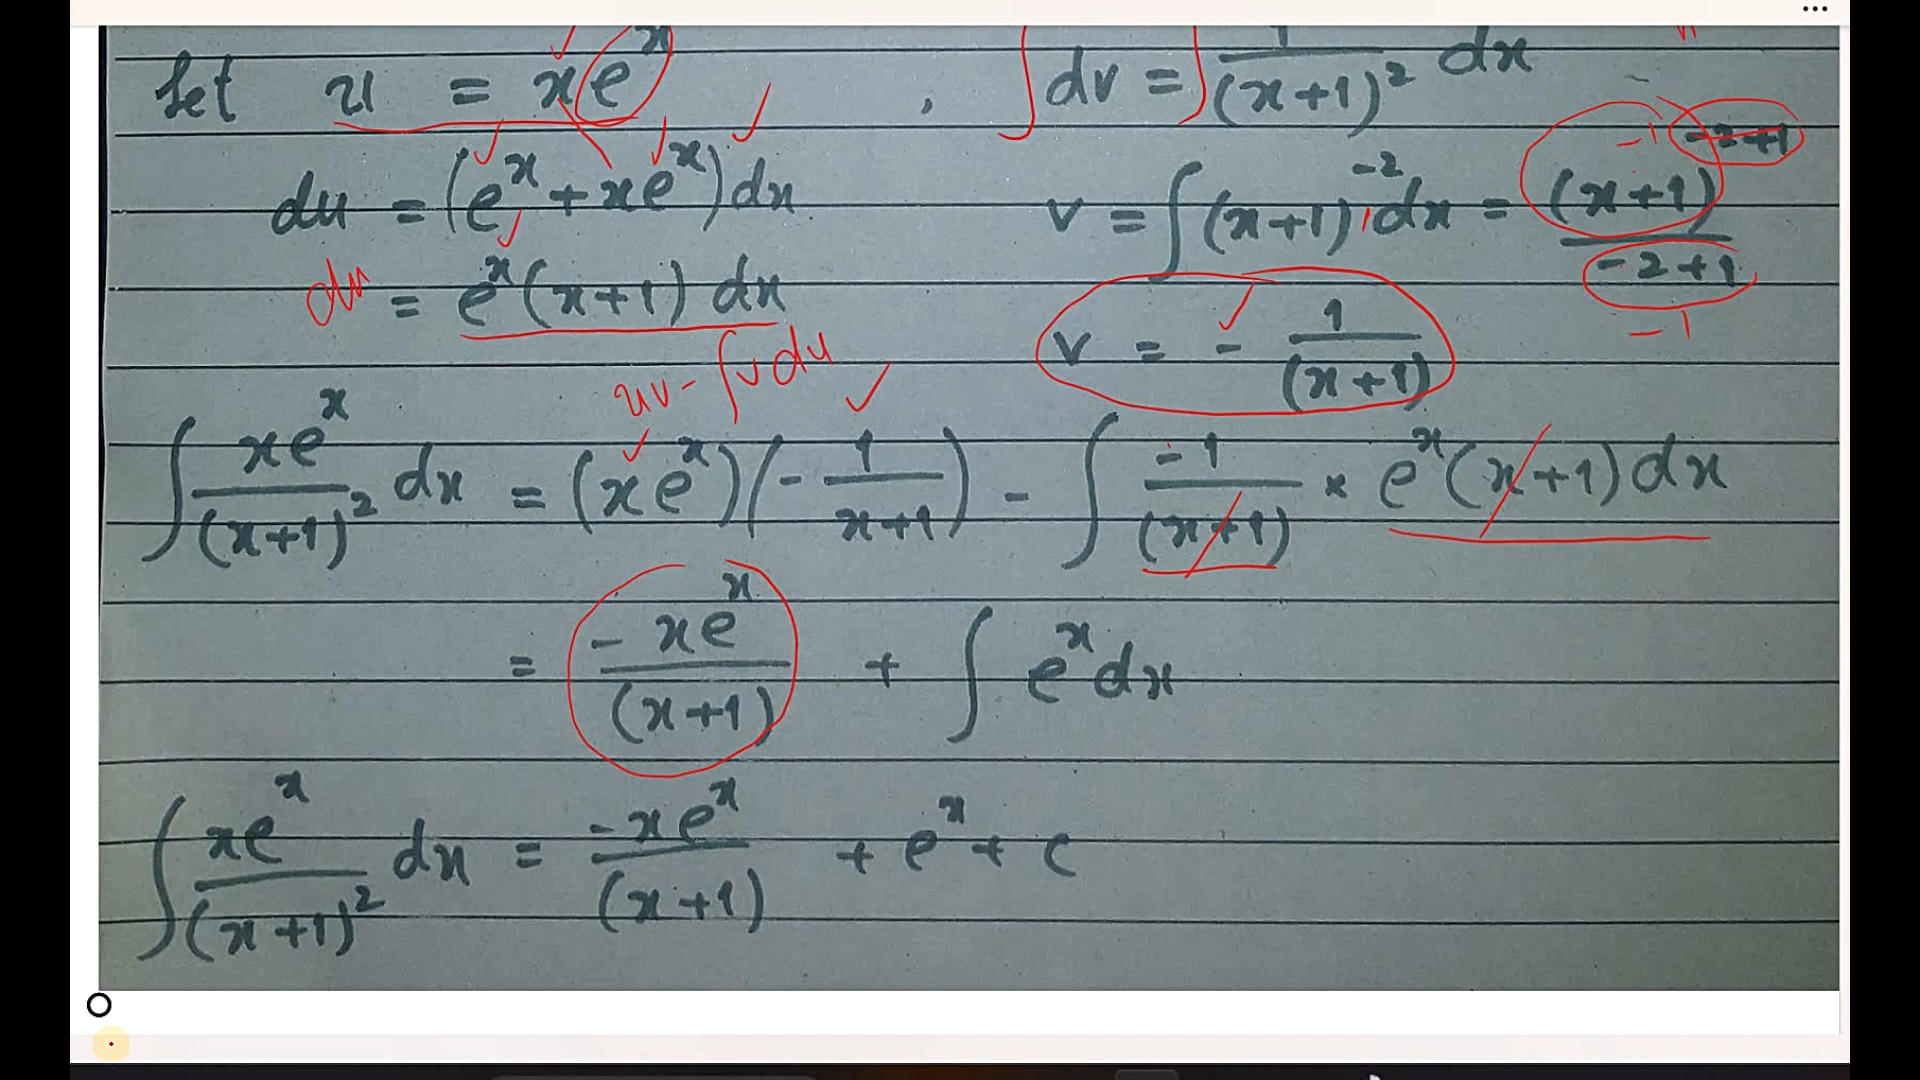 Let u = xe^x , ∫dv = ∫ 1/(x+1)² dx
du = (e^x + xe^x) dx
v = ∫(x+1)^-2 dx = (x+1)^-2+1 / -2+1
-1
-1
du = e^x (x+1) dx
v = - 1/(x+1)
uv - ∫v du
∫ xe^x/(x+1)² dx = (xe^x)(- 1/x+1) - ∫ -1/(x+1) × e^x (x+1) dx
= -xe^x/(x+1) + ∫ e^x dx
∫ xe^x/(x+1)² dx = -xe^x/(x+1) + e^x + c